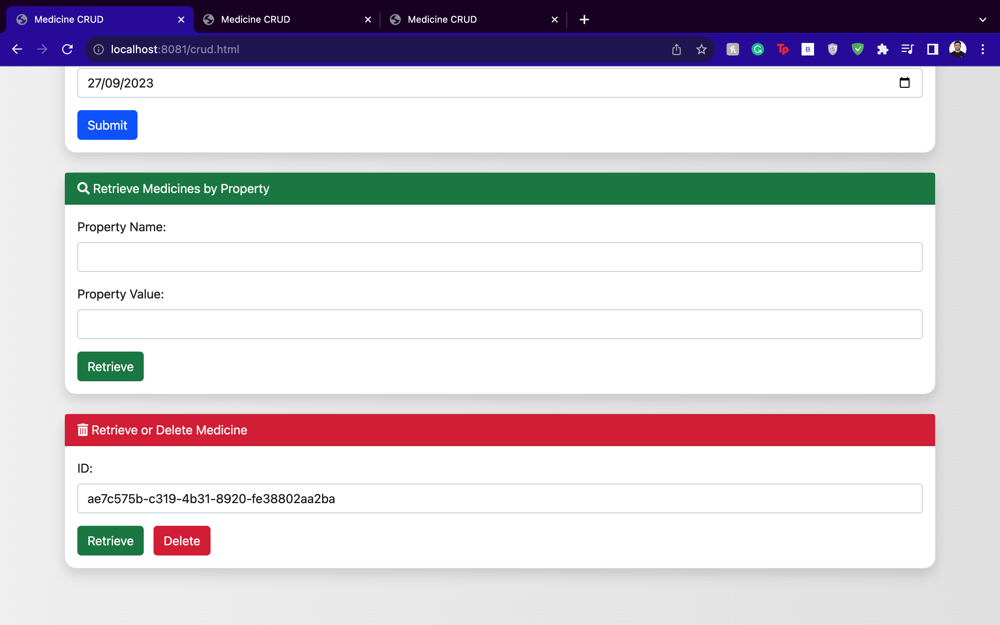 Medicine CRUD
Medicine CRUD
Medicine CRUD
localhost:8081/crud.html
h
G
Tp
B
27/09/2023
Submit
Retrieve Medicines by Property
Property Name:
Property Value:
Retrieve
Retrieve or Delete Medicine
ID:
ae7c575b-c319-4b31-8920-fe38802aa2ba
Retrieve Delete